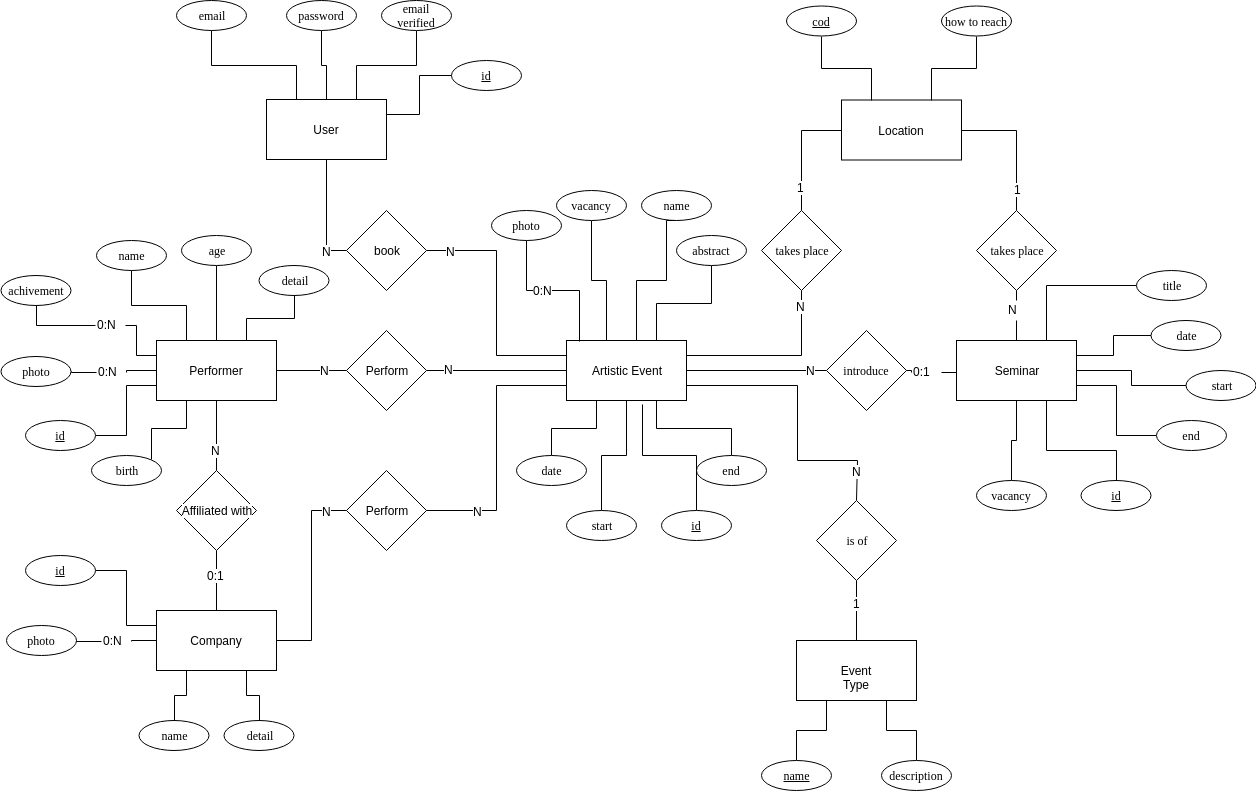 email
password
email
verified
cod
how to reach
id
User
Location
1
1
photo
vacancy
name
N
book
N
abstract
takes place
takes place
name
age
detail
achivement
0:N
0:N
N
N
title
date
photo
0:N
Performer
N
Perform
N
Artistic Event
N
introduce
0:1
Seminar
start
id
birth
N
end
date
start
id
end
N
vacancy
id
Affiliated with
N
Perform
N
is of
0:1
1
id
photo
0:N
Company
Event
Type
name
detail
name
description